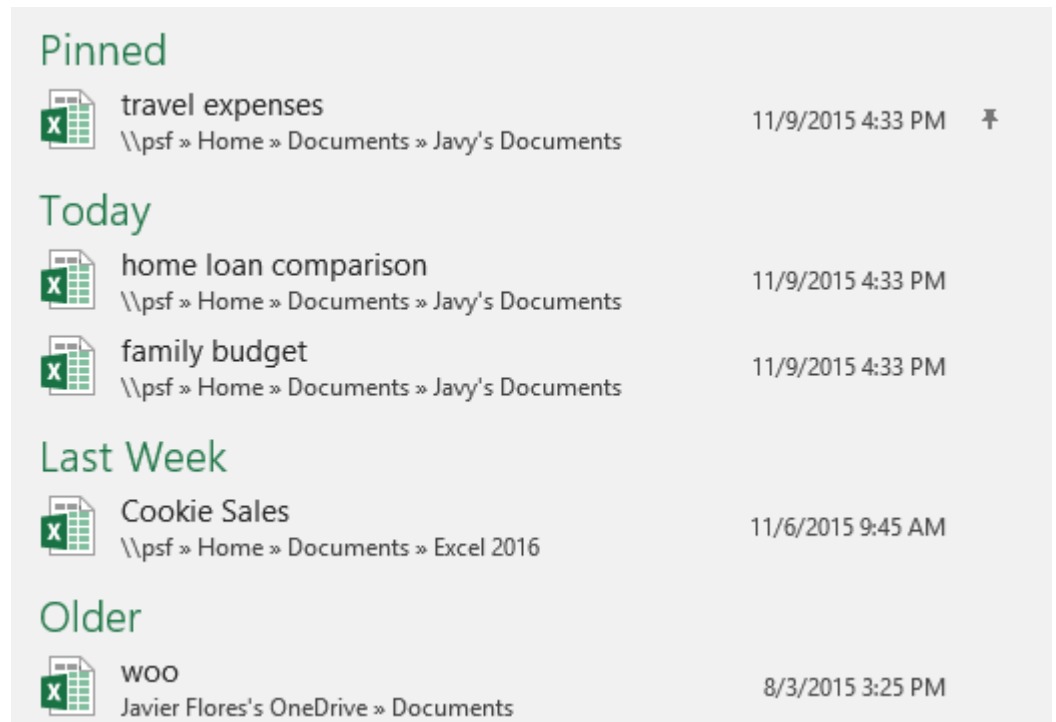 Pinned
travel expenses
\\psf » Home » Documents » Javy's Documents
11/9/2015 4:33 PM
Today
home loan comparison
\\psf » Home » Documents » Javy's Documents
11/9/2015 4:33 PM
family budget
\\psf » Home » Documents » Javy's Documents
11/9/2015 4:33 PM
Last Week
Cookie Sales
\\psf » Home » Documents » Excel 2016
11/6/2015 9:45 AM
Older
woo
Javier Flores's OneDrive » Documents
8/3/2015 3:25 PM